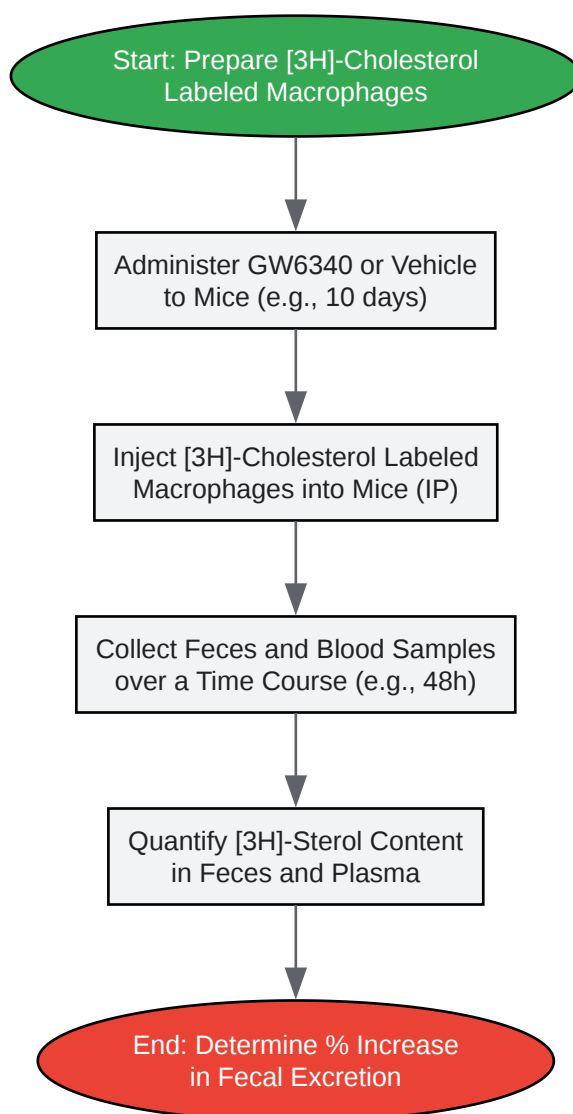 Start: Prepare [3H]-Cholesterol
Labeled Macrophages
Administer GW6340 or Vehicle
to Mice (e.g., 10 days)
Inject [3H]-Cholesterol Labeled
Macrophages into Mice (IP)
Collect Feces and Blood Samples
over a Time Course (e.g., 48h)
Quantify [3H]-Sterol Content
in Feces and Plasma
End: Determine % Increase
in Fecal Excretion